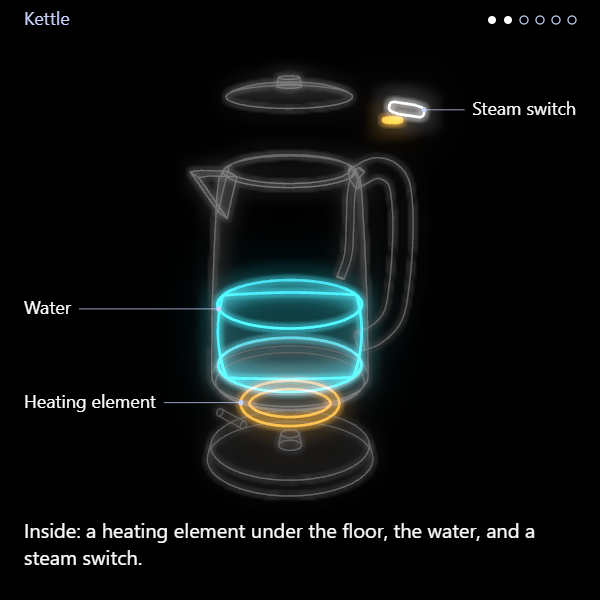 Kettle
Steam switch
Water
Heating element
Inside: a heating element under the floor, the water, and a
steam switch.